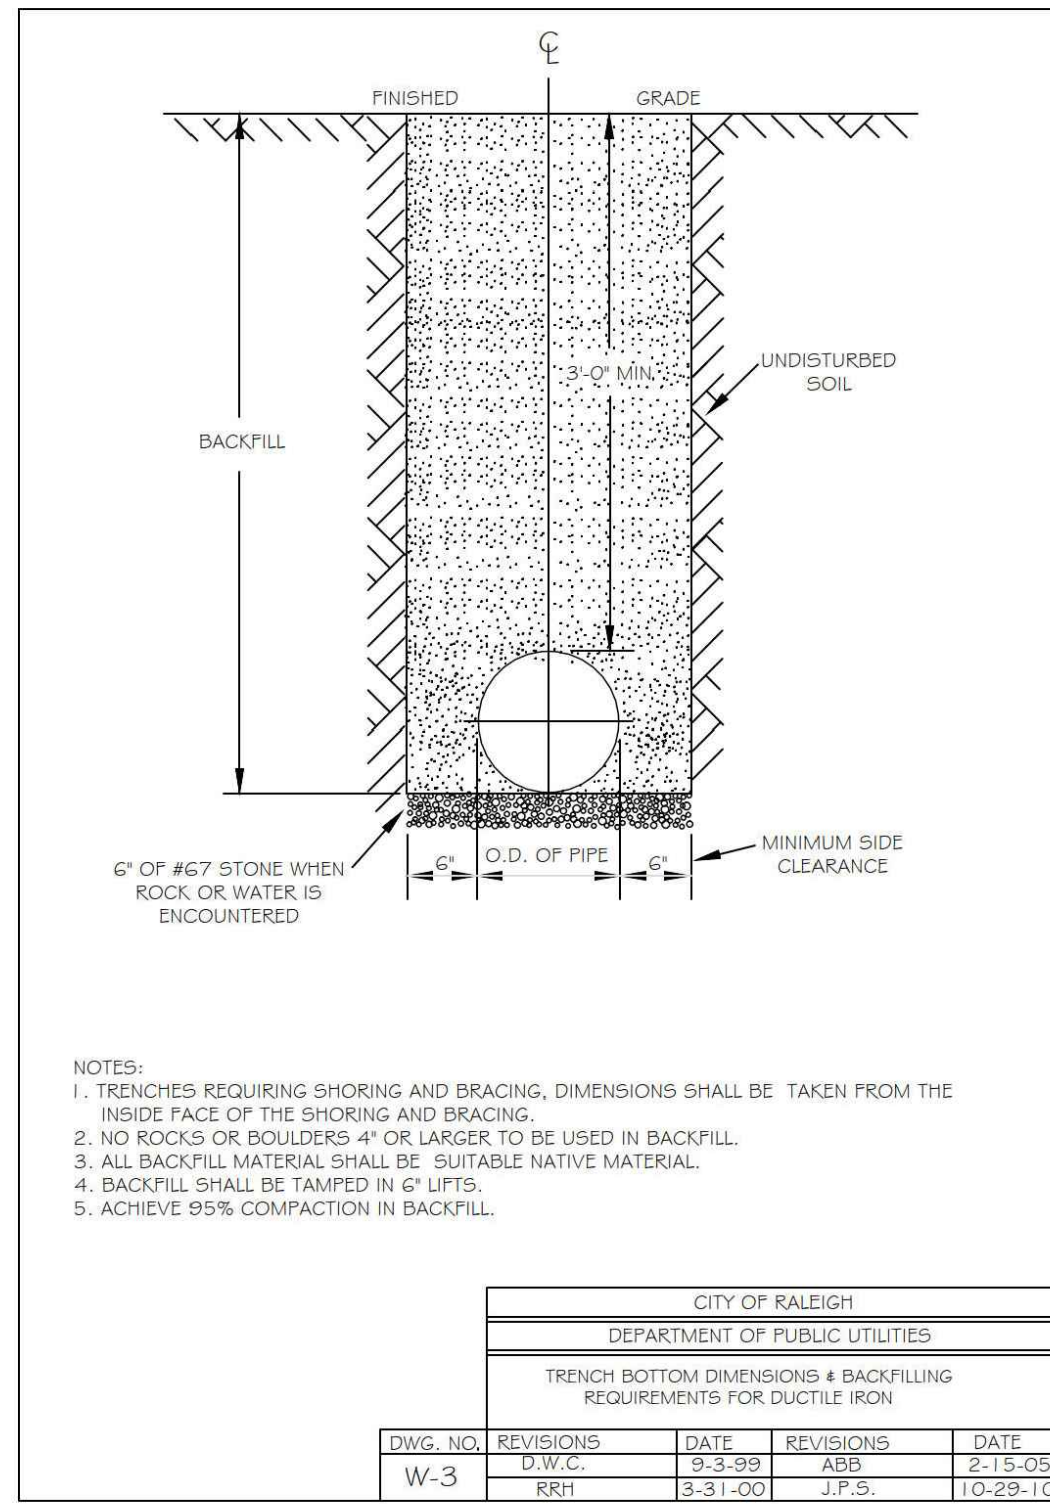 ℄
FINISHED GRADE
3'-0" MIN.
UNDISTURBED
SOIL
BACKFILL
6" O.D. OF PIPE 6"
MINIMUM SIDE
CLEARANCE
6" OF #67 STONE WHEN
ROCK OR WATER IS
ENCOUNTERED
NOTES:
1. TRENCHES REQUIRING SHORING AND BRACING, DIMENSIONS SHALL BE TAKEN FROM THE
INSIDE FACE OF THE SHORING AND BRACING.
2. NO ROCKS OR BOULDERS 4" OR LARGER TO BE USED IN BACKFILL.
3. ALL BACKFILL MATERIAL SHALL BE SUITABLE NATIVE MATERIAL.
4. BACKFILL SHALL BE TAMPED IN 6" LIFTS.
5. ACHIEVE 95% COMPACTION IN BACKFILL.
CITY OF RALEIGH
DEPARTMENT OF PUBLIC UTILITIES
TRENCH BOTTOM DIMENSIONS & BACKFILLING
REQUIREMENTS FOR DUCTILE IRON
DWG. NO. REVISIONS DATE REVISIONS DATE
W-3
D.W.C. 9-3-99 ABB 2-15-05
RRH 3-31-00 J.P.S. 10-29-10